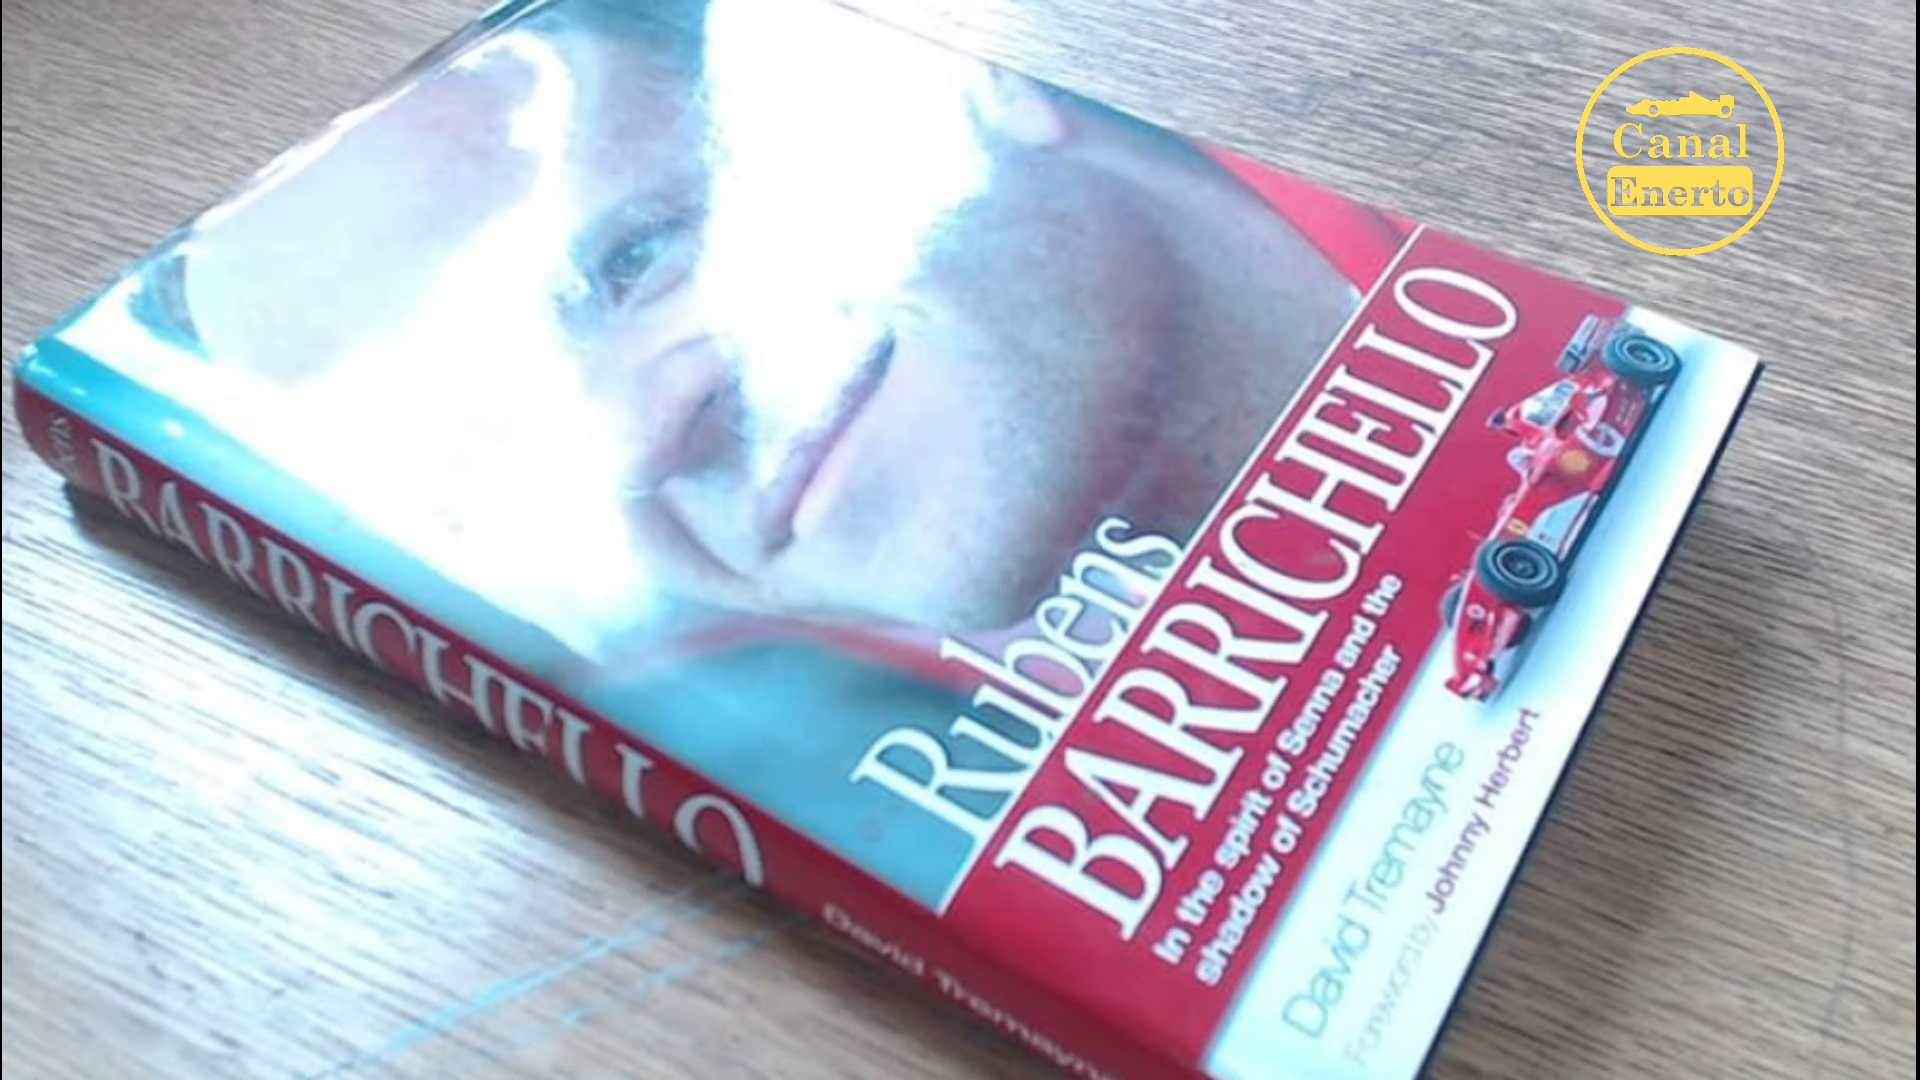 Canal
Enerto
Rubens
BARRICHELLO
In the spirit of Senna and the
shadow of Schumacher
David Tremayne
Foreword by Johnny Herbert
BARRICHELLO
David Tremayne